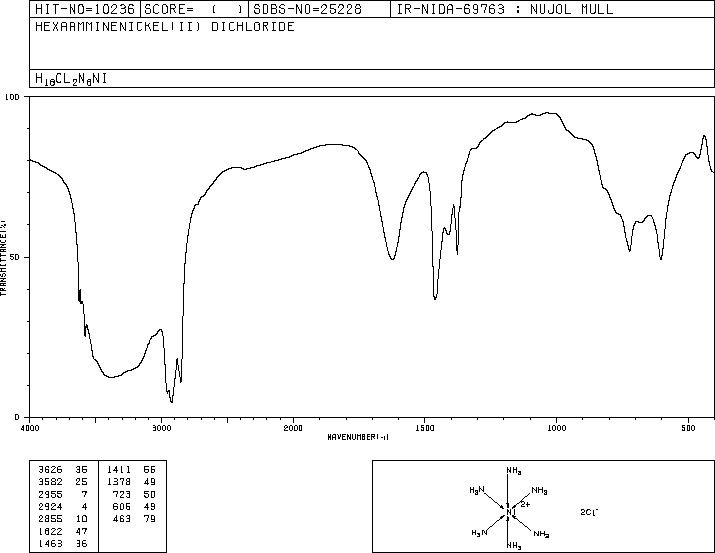 HIT-NO=10236 SCORE= ( ) SDBS-NO=25228 IR-NIDA-69763 : NUJOL MULL
HEXAAMMINENICKEL(II) DICHLORIDE
H18CL2N6NI
100
50
0
TRANSMITTANCE(%)
4000 3000 2000 1500 1000 500
WAVENUMBER(-1)
3626 36 1411 56
3582 25 1378 49
2955 7 723 50
2924 4 606 49
2855 10 463 79
1622 47
1463 36
NH3
H3N NH3
Ni 2+ 2Cl-
H3N NH3
NH3